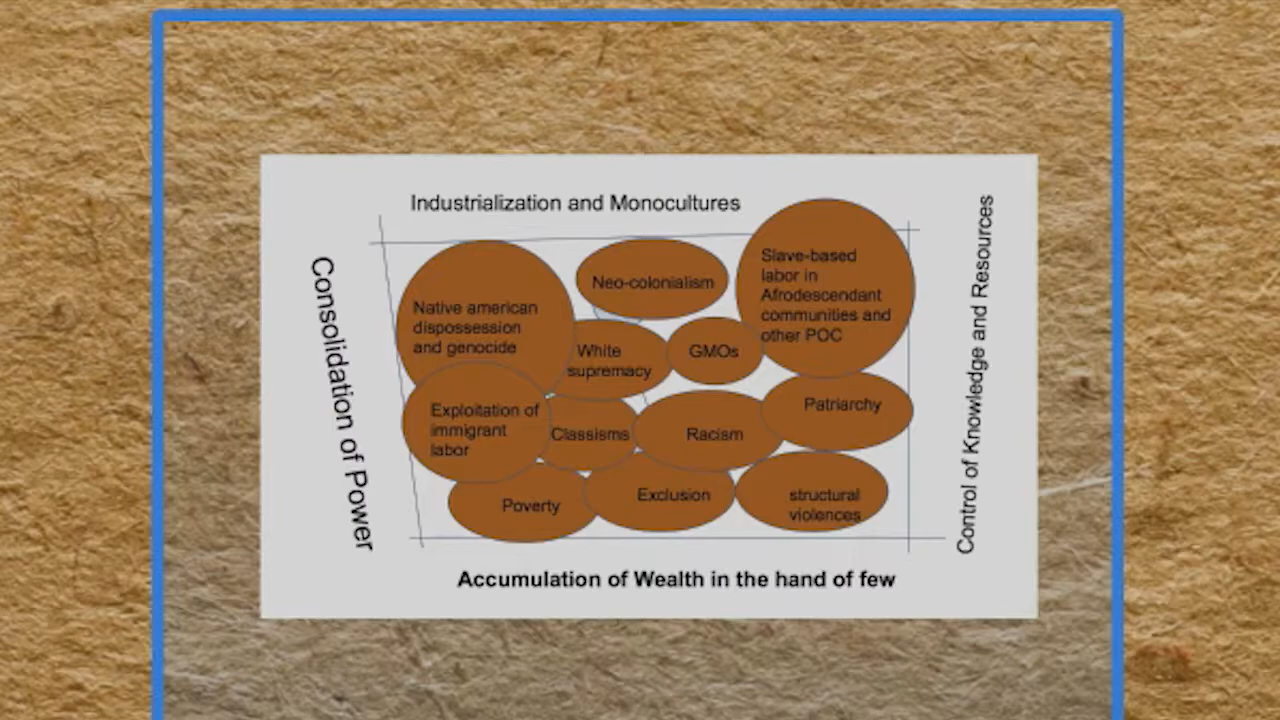 Industrialization and Monocultures
Consolidation of Power
Control of Knowledge and Resources
Native american
dispossession
and genocide
Neo-colonialism
Slave-based
labor in
Afrodescendant
communities and
other POC
White
supremacy
GMOs
Exploitation of
immigrant
labor
Classisms
Racism
Patriarchy
Poverty
Exclusion
structural
violences
Accumulation of Wealth in the hand of few